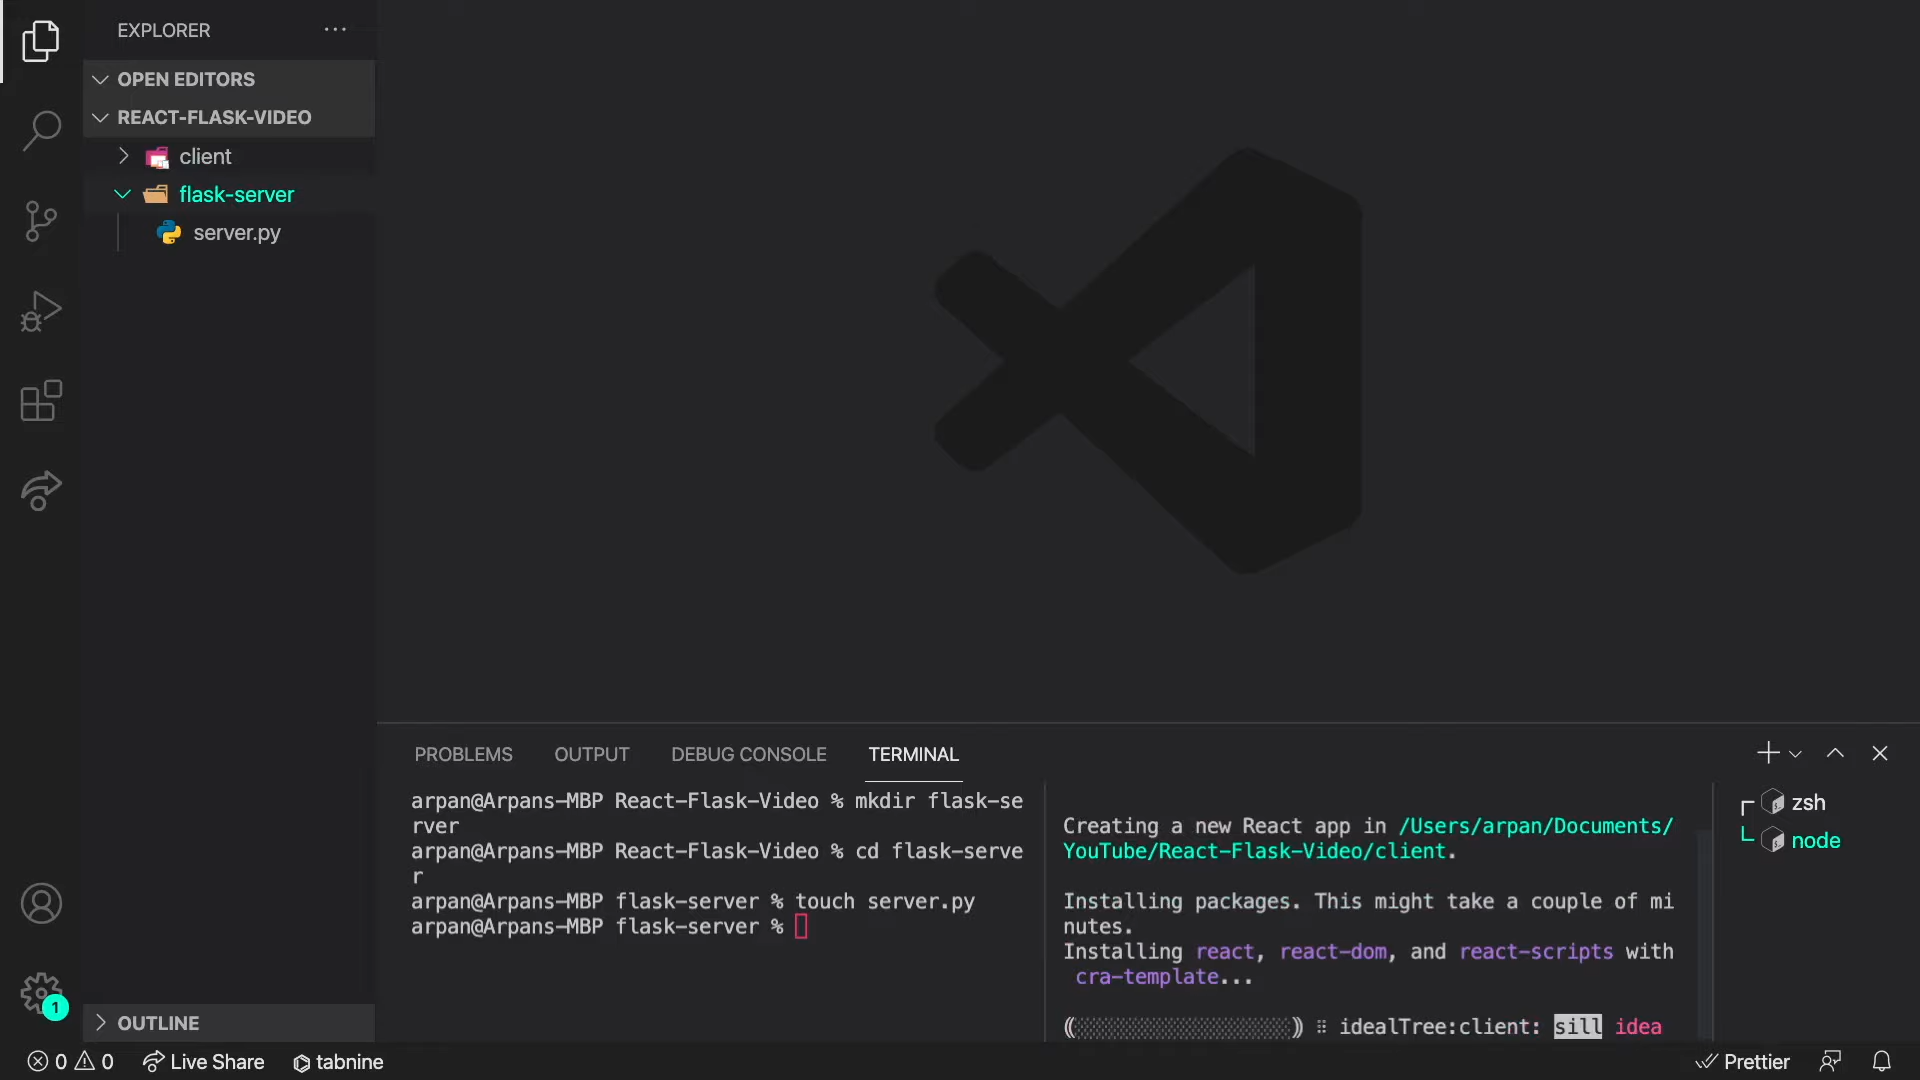 EXPLORER
OPEN EDITORS
REACT-FLASK-VIDEO
client
flask-server
server.py
OUTLINE
PROBLEMS OUTPUT DEBUG CONSOLE TERMINAL
arpan@Arpans-MBP React-Flask-Video % mkdir flask-se
rver
arpan@Arpans-MBP React-Flask-Video % cd flask-serve
r
arpan@Arpans-MBP flask-server % touch server.py
arpan@Arpans-MBP flask-server %
Creating a new React app in /Users/arpan/Documents/
YouTube/React-Flask-Video/client.
Installing packages. This might take a couple of mi
nutes.
Installing react, react-dom, and react-scripts with
cra-template...
((░░░░░░░░░░░░░░░░░░)) ⠿ idealTree:client: sill idea
zsh
node
1
0 0 Live Share tabnine Prettier